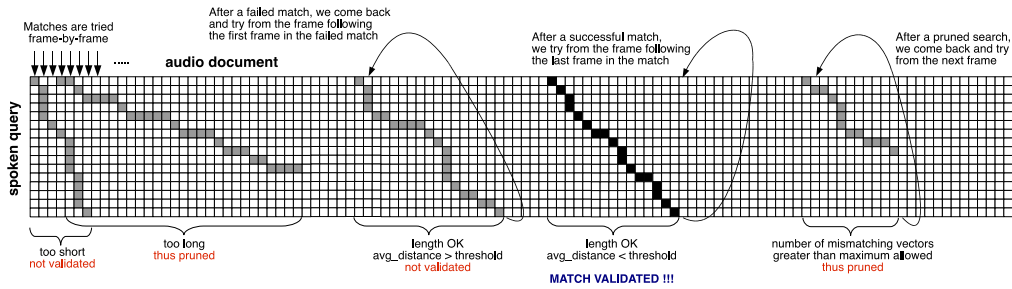 Matches are tried
frame-by-frame
.....
After a failed match, we come back
and try from the frame following
the first frame in the failed match
After a successful match,
we try from the frame following
the last frame in the match
After a pruned search,
we come back and try
from the next frame
audio document
spoken query
too short
not validated
too long
thus pruned
length OK
avg_distance > threshold
not validated
length OK
avg_distance < threshold
MATCH VALIDATED !!!
number of mismatching vectors
greater than maximum allowed
thus pruned